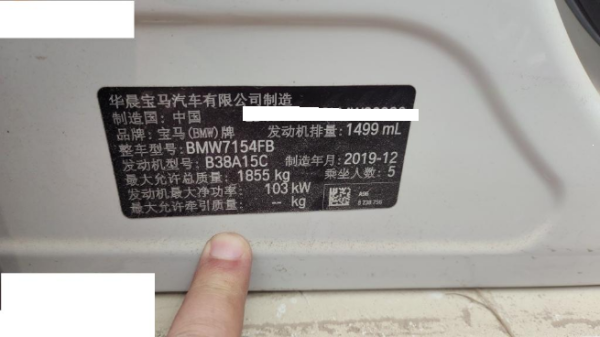 华晨宝马汽车有限公司制造
制造国: 中国
品牌: 宝马(BMW)牌 发动机排量: 1499 mL
整车型号: BMW7154FB
发动机型号: B38A15C 制造年月: 2019-12
最大允许总质量: 1855 kg 乘坐人数: 5
发动机最大净功率: 103 kW
最大允许牵引质量: -- kg